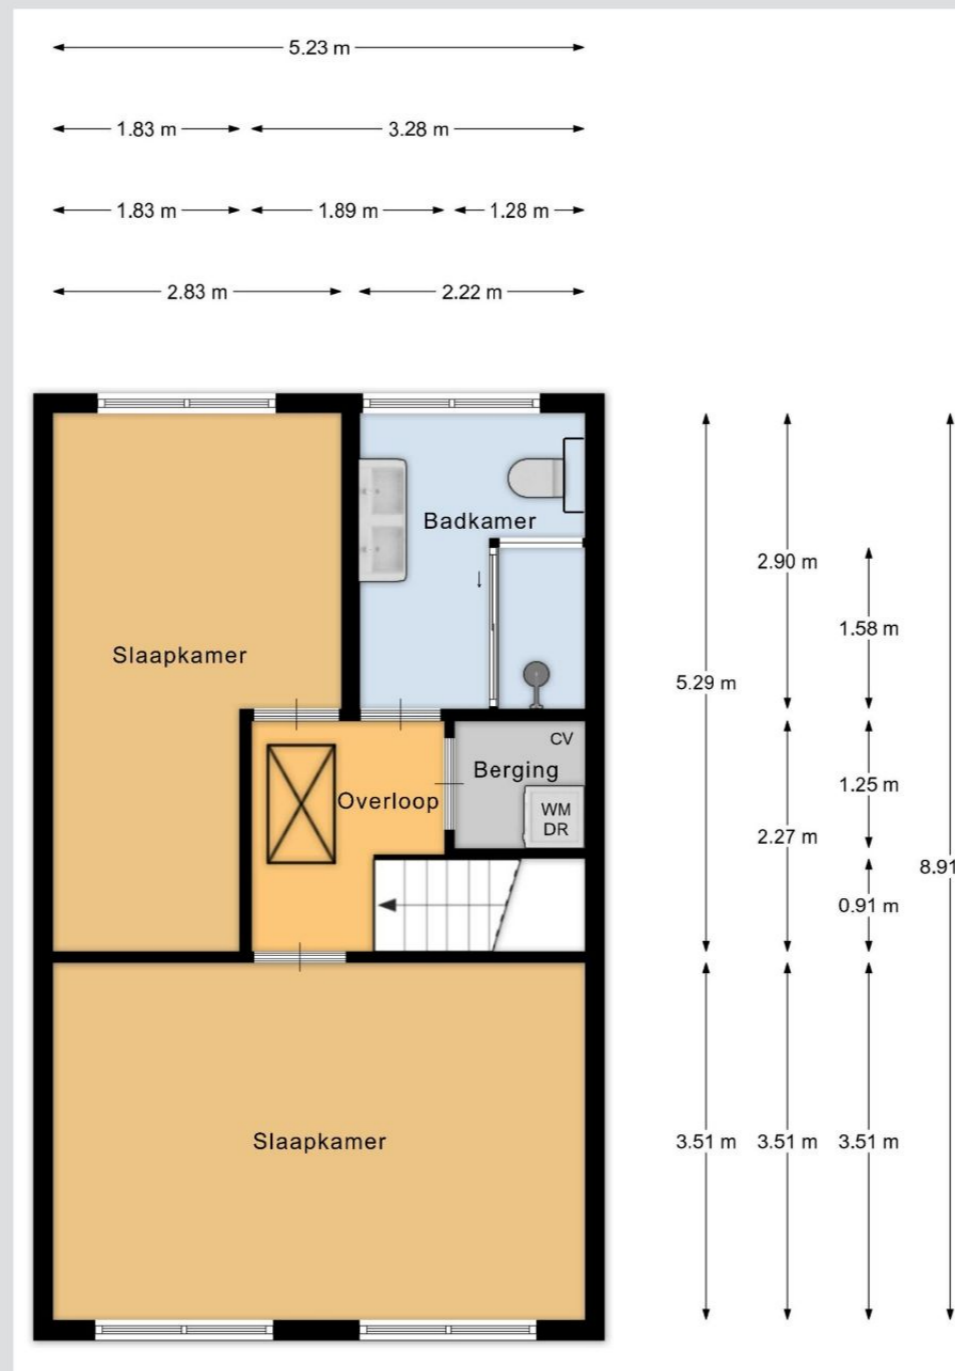 5.23 m
1.83 m 3.28 m
1.83 m 1.89 m 1.28 m
2.83 m 2.22 m
Badkamer
2.90 m
1.58 m
Slaapkamer
5.29 m
CV
Berging
1.25 m
Overloop
WM
DR
2.27 m
8.91
0.91 m
Slaapkamer
3.51 m 3.51 m 3.51 m